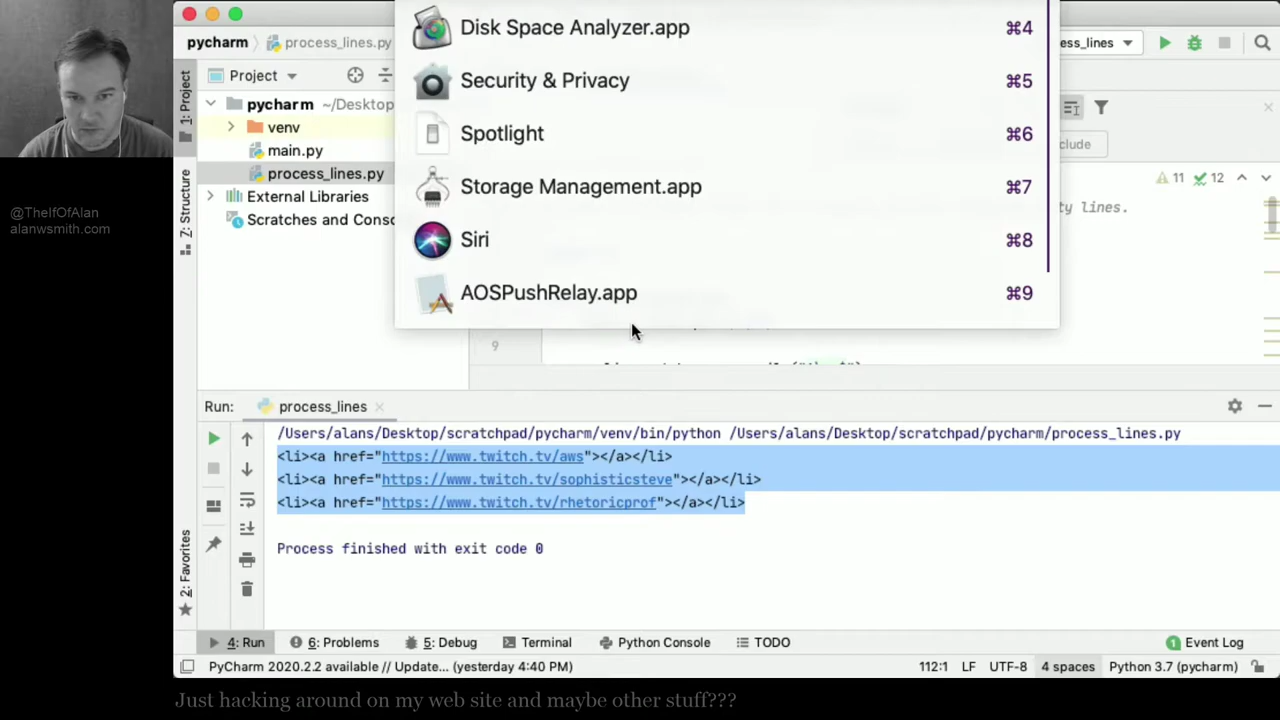 Disk Space Analyzer.app ⌘4
Security & Privacy ⌘5
Spotlight ⌘6
Storage Management.app ⌘7
Siri ⌘8
AOSPushRelay.app ⌘9
pycharm process_lines.py
ess_lines
1: Project
Project
pycharm ~/Desktop
venv
main.py
process_lines.py
External Libraries
Scratches and Conso
Z: Structure
@TheIfOfAlan
alanwsmith.com
clude
11 12
ty lines.
9
Run: process_lines
/Users/alans/Desktop/scratchpad/pycharm/venv/bin/python /Users/alans/Desktop/scratchpad/pycharm/process_lines.py
<li><a href="https://www.twitch.tv/aws"></a></li>
<li><a href="https://www.twitch.tv/sophisticsteve"></a></li>
<li><a href="https://www.twitch.tv/rhetoricprof"></a></li>
Process finished with exit code 0
2: Favorites
4: Run 6: Problems 5: Debug Terminal Python Console TODO 1 Event Log
PyCharm 2020.2.2 available // Update... (yesterday 4:40 PM) 112:1 LF UTF-8 4 spaces Python 3.7 (pycharm)
Just hacking around on my web site and maybe other stuff???